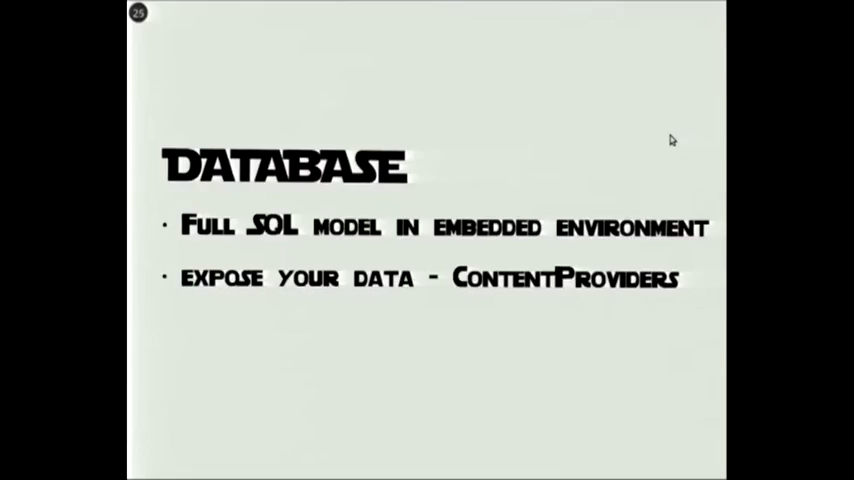 25
DATABASE
· FULL SQL MODEL IN EMBEDDED ENVIRONMENT
· EXPOSE YOUR DATA - CONTENTPROVIDERS